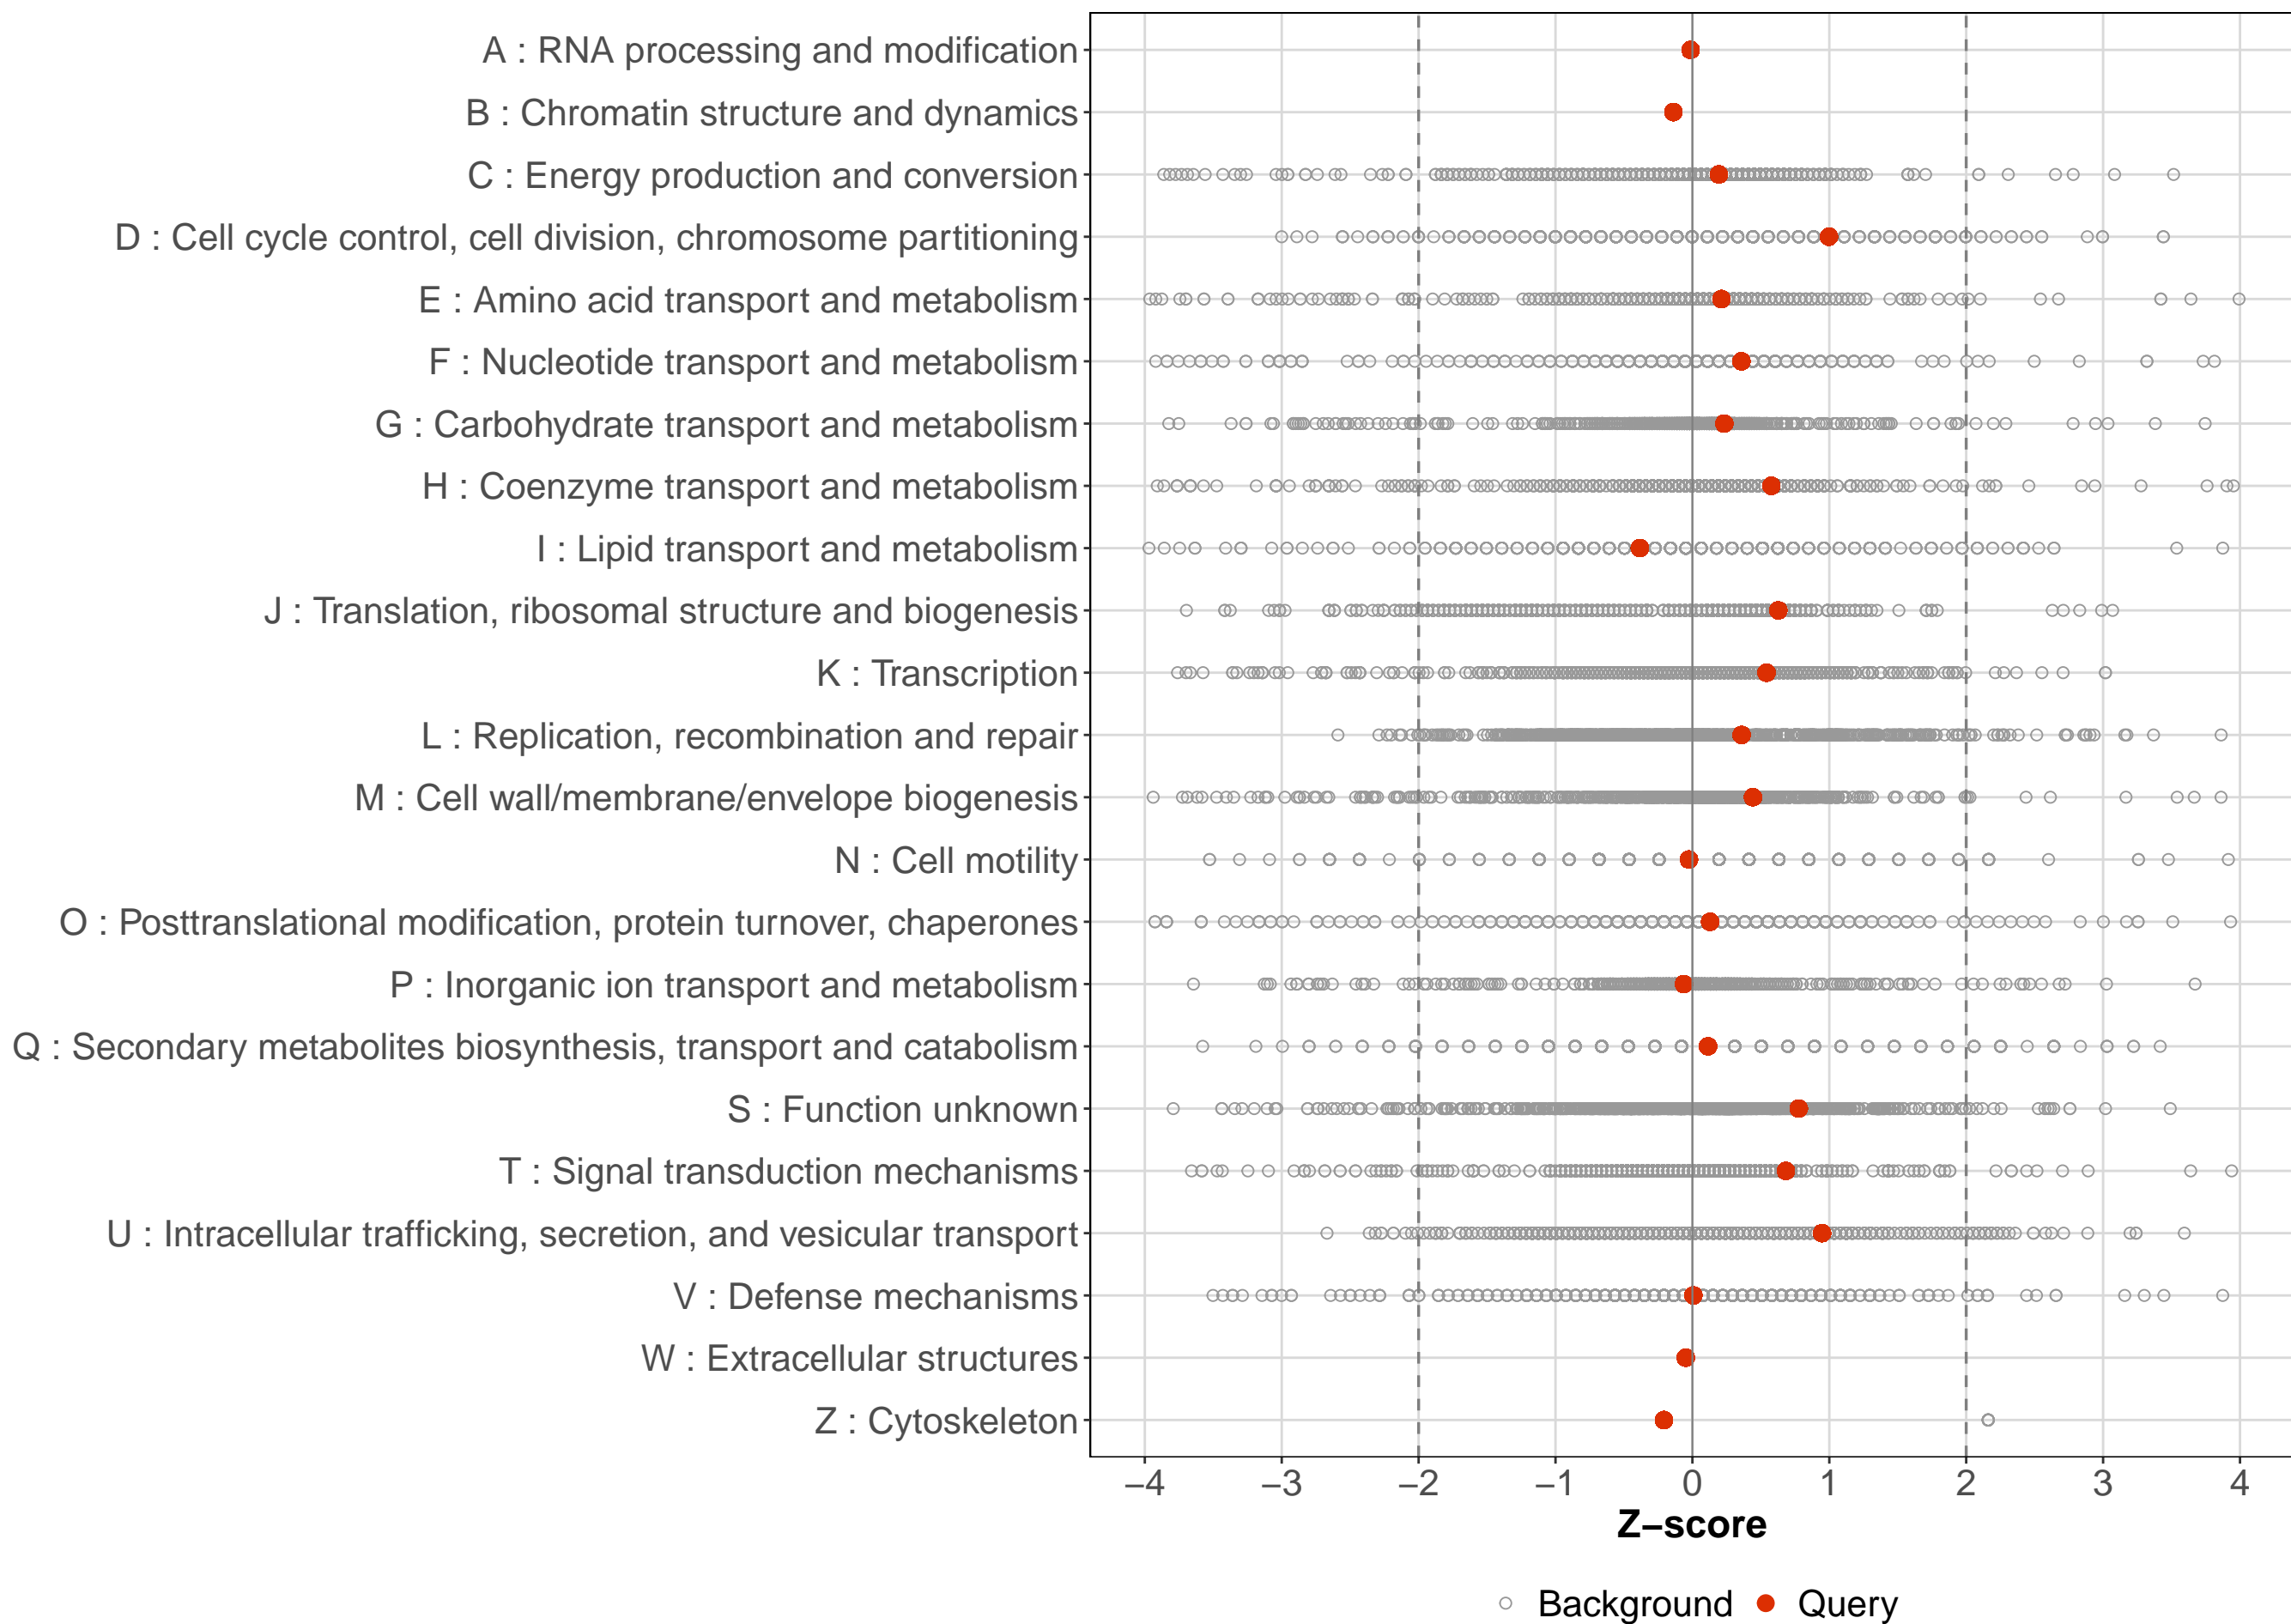 A : RNA processing and modification
B : Chromatin structure and dynamics
C : Energy production and conversion
D : Cell cycle control, cell division, chromosome partitioning
E : Amino acid transport and metabolism
F : Nucleotide transport and metabolism
G : Carbohydrate transport and metabolism
H : Coenzyme transport and metabolism
I : Lipid transport and metabolism
J : Translation, ribosomal structure and biogenesis
K : Transcription
L : Replication, recombination and repair
M : Cell wall/membrane/envelope biogenesis
N : Cell motility
O : Posttranslational modification, protein turnover, chaperones
P : Inorganic ion transport and metabolism
Q : Secondary metabolites biosynthesis, transport and catabolism
S : Function unknown
T : Signal transduction mechanisms
U : Intracellular trafficking, secretion, and vesicular transport
V : Defense mechanisms
W : Extracellular structures
Z : Cytoskeleton
−4 −3 −2 −1 0 1 2 3 4
Z−score
Background Query